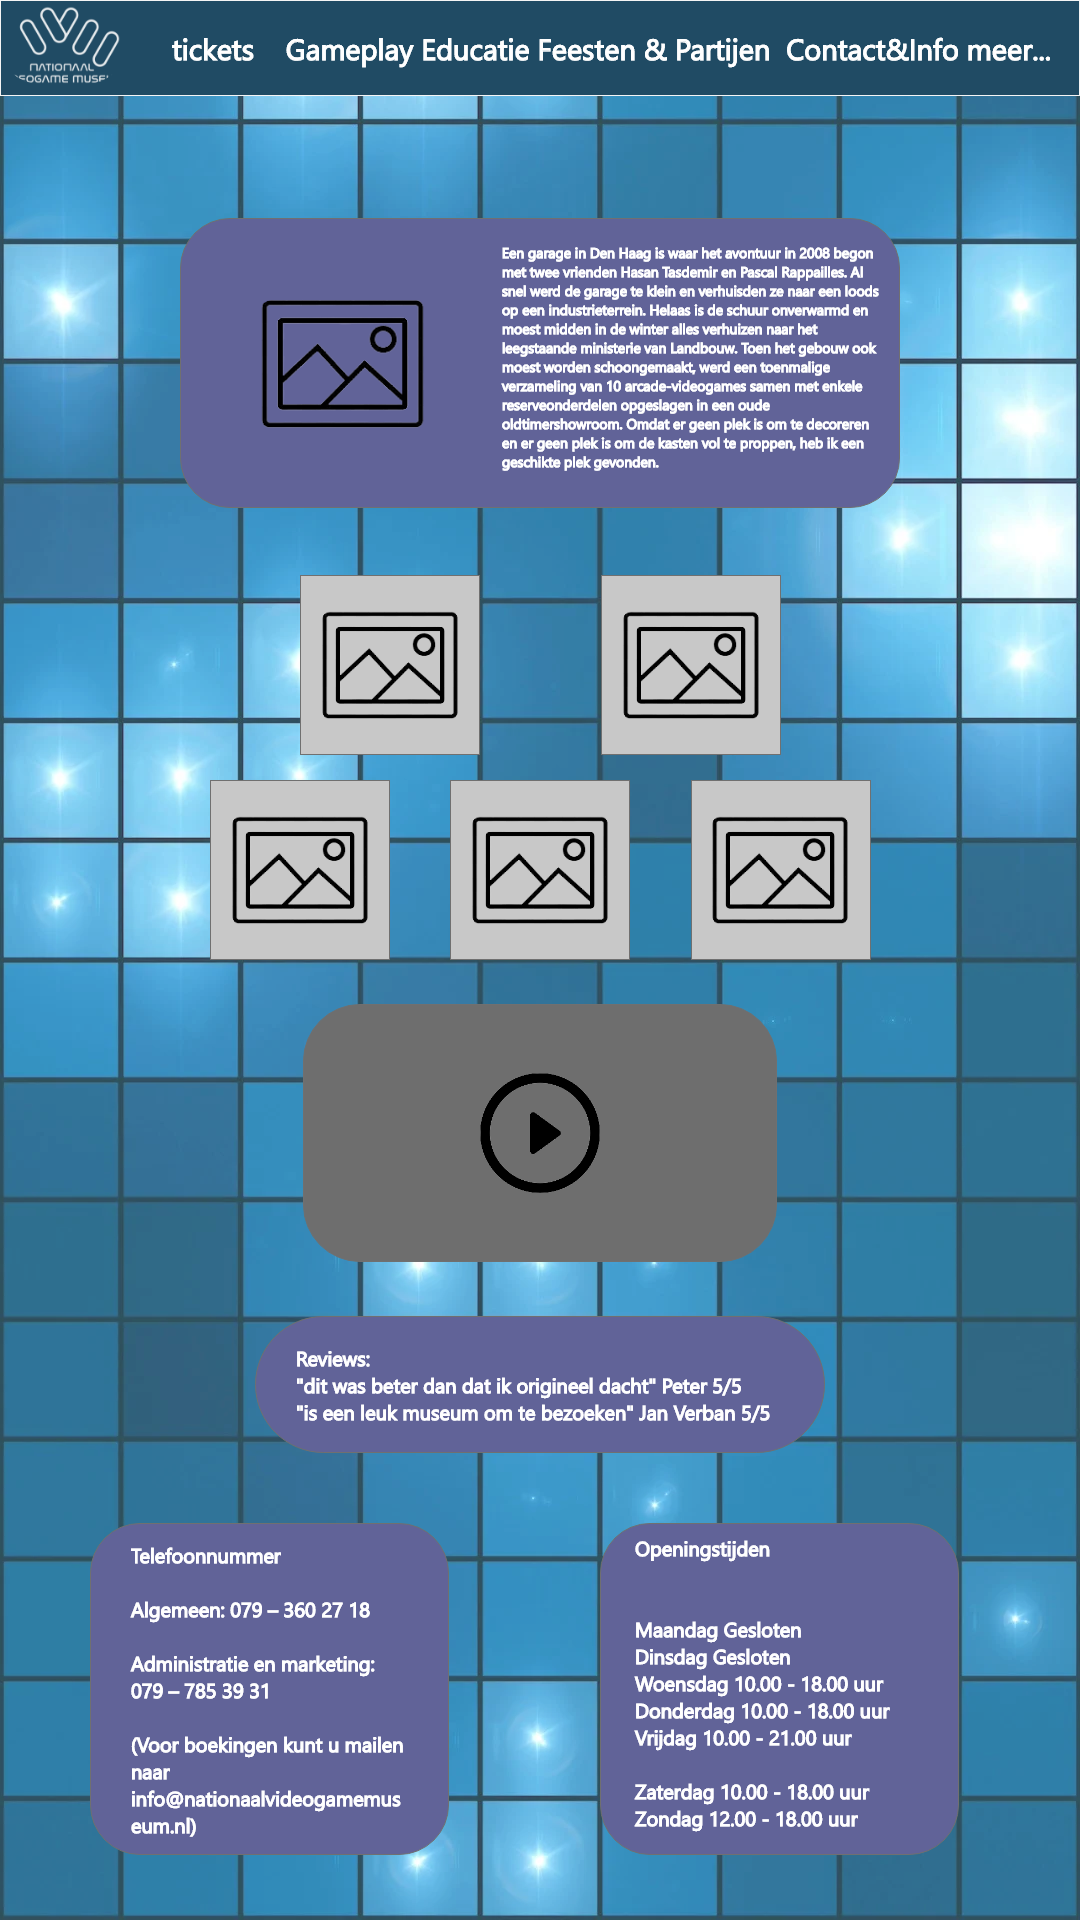 NATIONAAL
EOGAME MUSE
tickets Gameplay Educatie Feesten & Partijen Contact&Info meer...
Een garage in Den Haag is waar het avontuur in 2008 begon
met twee vrienden Hasan Tasdemir en Pascal Rappailles. Al
snel werd de garage te klein en verhuisden ze naar een loods
op een industrieterrein. Helaas is de schuur onverwarmd en
moest midden in de winter alles verhuizen naar het
leegstaande ministerie van Landbouw. Toen het gebouw ook
moest worden schoongemaakt, werd een toenmalige
verzameling van 10 arcade-videogames samen met enkele
reserveonderdelen opgeslagen in een oude
oldtimershowroom. Omdat er geen plek is om te decoreren
en er geen plek is om de kasten vol te proppen, heb ik een
geschikte plek gevonden.
Reviews:
"dit was beter dan dat ik origineel dacht" Peter 5/5
"is een leuk museum om te bezoeken" Jan Verban 5/5
Telefoonnummer
Algemeen: 079 – 360 27 18
Administratie en marketing:
079 – 785 39 31
(Voor boekingen kunt u mailen
naar
info@nationaalvideogamemus
eum.nl)
Openingstijden
Maandag Gesloten
Dinsdag Gesloten
Woensdag 10.00 - 18.00 uur
Donderdag 10.00 - 18.00 uur
Vrijdag 10.00 - 21.00 uur
Zaterdag 10.00 - 18.00 uur
Zondag 12.00 - 18.00 uur